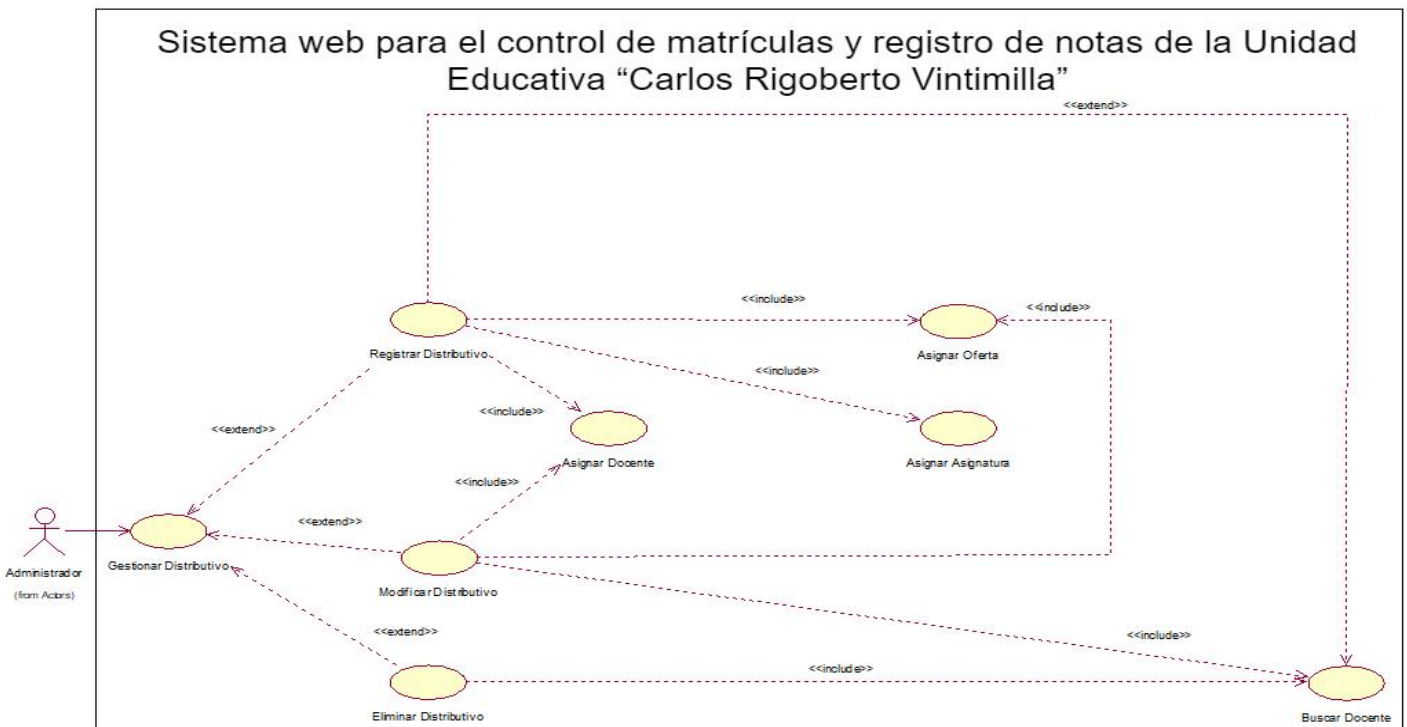 Sistema web para el control de matrículas y registro de notas de la Unidad
Educativa “Carlos Rigoberto Vintimilla”
<<extend>>
<<include>>
<<include>>
Registrar Distributivo
Asignar Oferta
<<include>>
<<include>>
<<extend>>
Asignar Docente
Asignar Asignatura
<<include>>
<<extend>>
Administrador
(from Actors)
Gestionar Distributivo
Modificar Distributivo
<<extend>>
<<include>>
<<include>>
Eliminar Distributivo
Buscar Docente